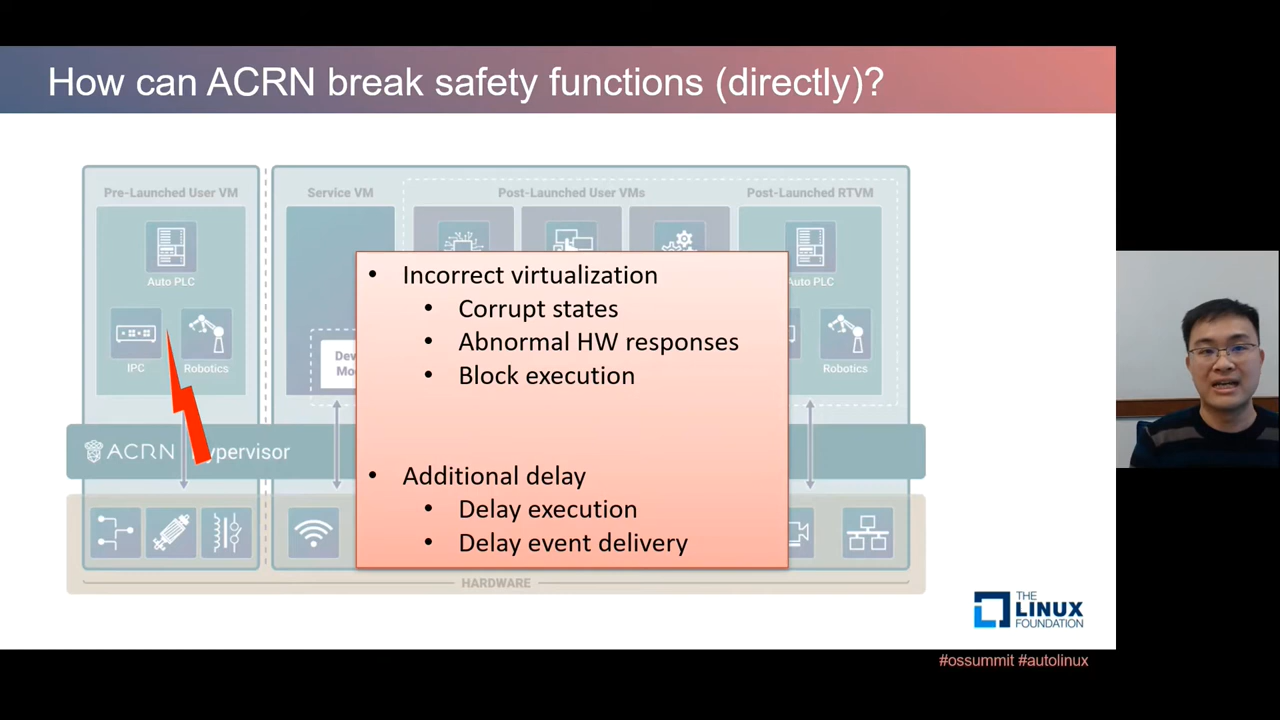 How can ACRN break safety functions (directly)?
Pre-Launched User VM
Service VM
Post-Launched User VMs
Post-Launched RTVM
Auto PLC
IPC
Robotics
Auto PLC
Robotics
• Incorrect virtualization
• Corrupt states
• Abnormal HW responses
• Block execution
• Additional delay
• Delay execution
• Delay event delivery
ACRN
HARDWARE
THE
LINUX
FOUNDATION
#ossummit #autolinux